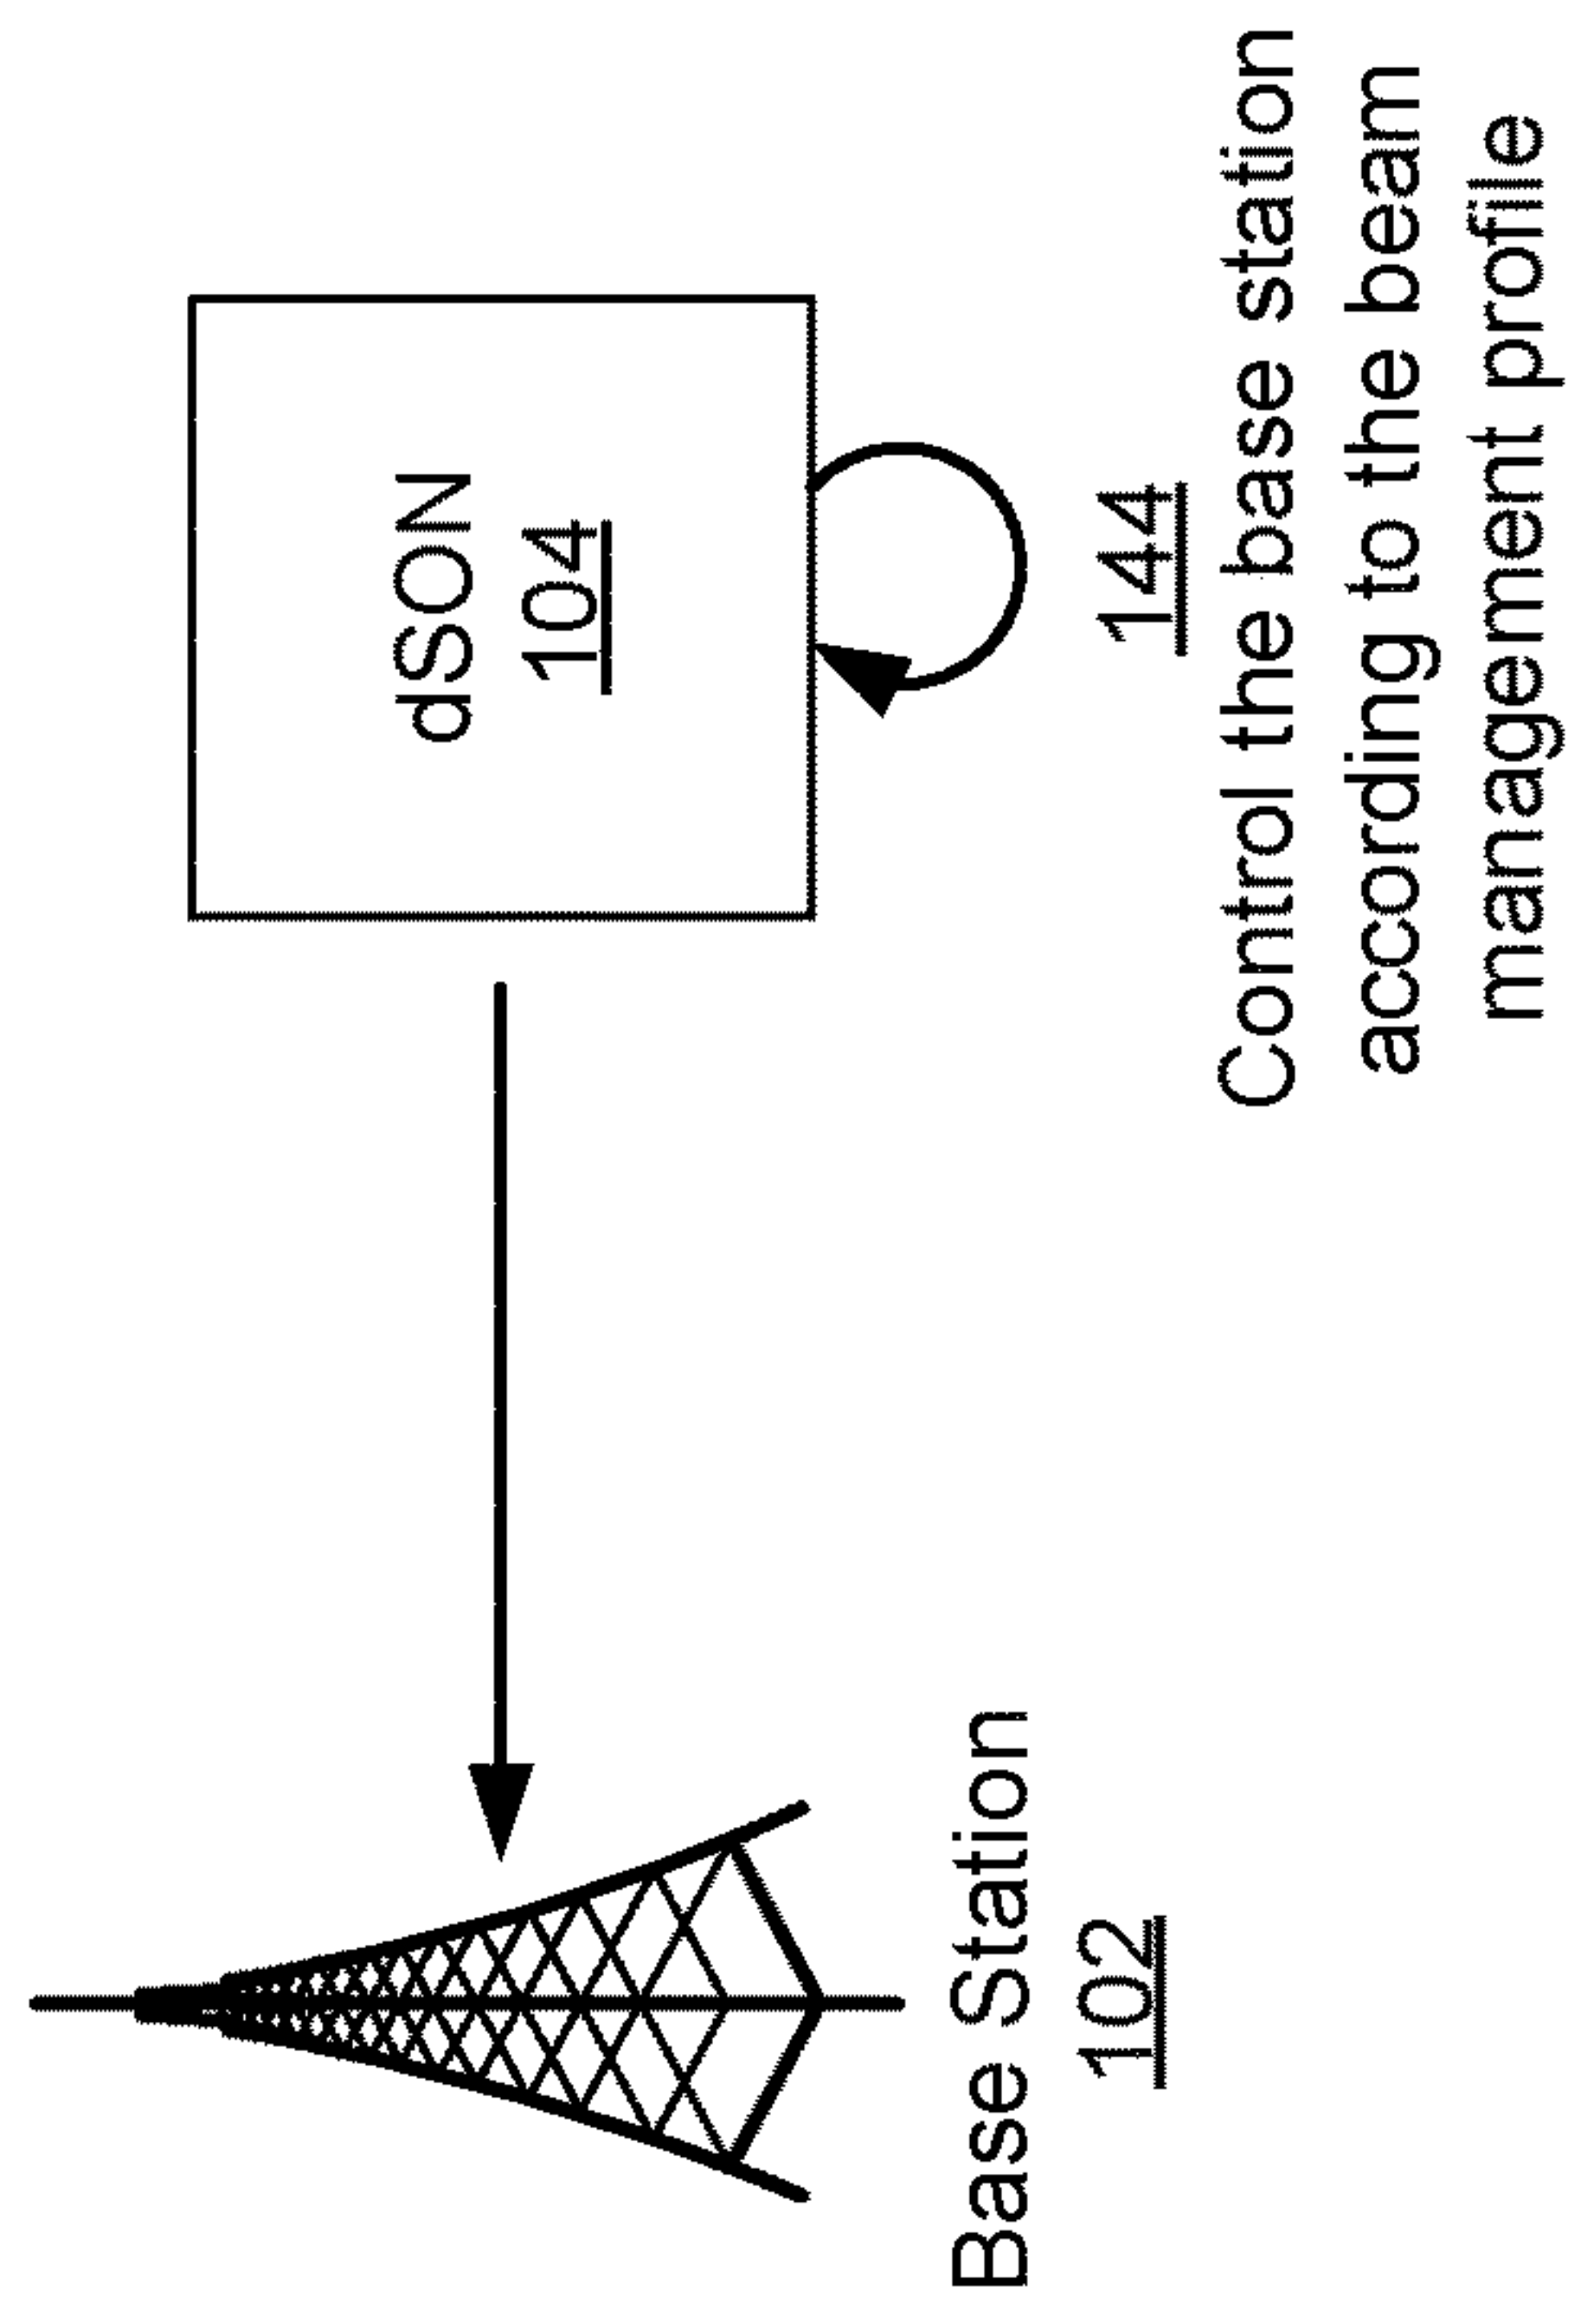 dSON
104
Base Station
102
144
Control the base station
according to the beam
management profile